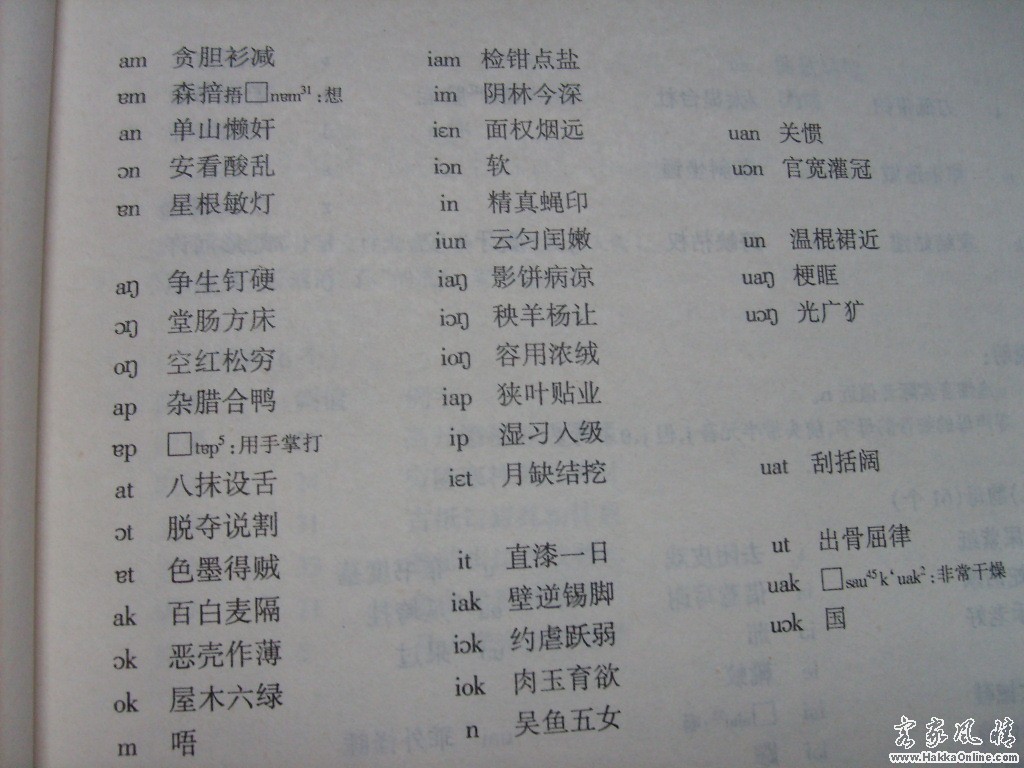 am 贪胆衫减 iam 检钳点盐
ɐm 森揞捂□nɐm³¹:想 im 阴林今深
an 单山懒奸 iɛn 面权烟远 uan 关惯
ɔn 安看酸乱 iɔn 软 uɔn 官宽灌冠
ɐn 星根敏灯 in 精真蝇印
iun 云匀闰嫩 un 温棍裙近
aŋ 争生钉硬 iaŋ 影饼病凉 uaŋ 梗眶
ɔŋ 堂肠方床 iɔŋ 秧羊杨让 uɔŋ 光广犷
oŋ 空红松穷 ioŋ 容用浓绒
ap 杂腊合鸭 iap 狭叶贴业
ɐp □tɐp⁵:用手掌打 ip 湿习入级
at 八抹设舌 iɛt 月缺结挖 uat 刮括阔
ɔt 脱夺说割
ɐt 色墨得贼 it 直漆一日 ut 出骨屈律
ak 百白麦隔 iak 壁逆锡脚 uak □sau⁴⁵k‘uak²:非常干燥
ɔk 恶壳作薄 iɔk 约虐跃弱 uɔk 国
ok 屋木六绿 iok 肉玉育欲
m 唔 n 吴鱼五女
客家风情
www.HakkaOnline.com